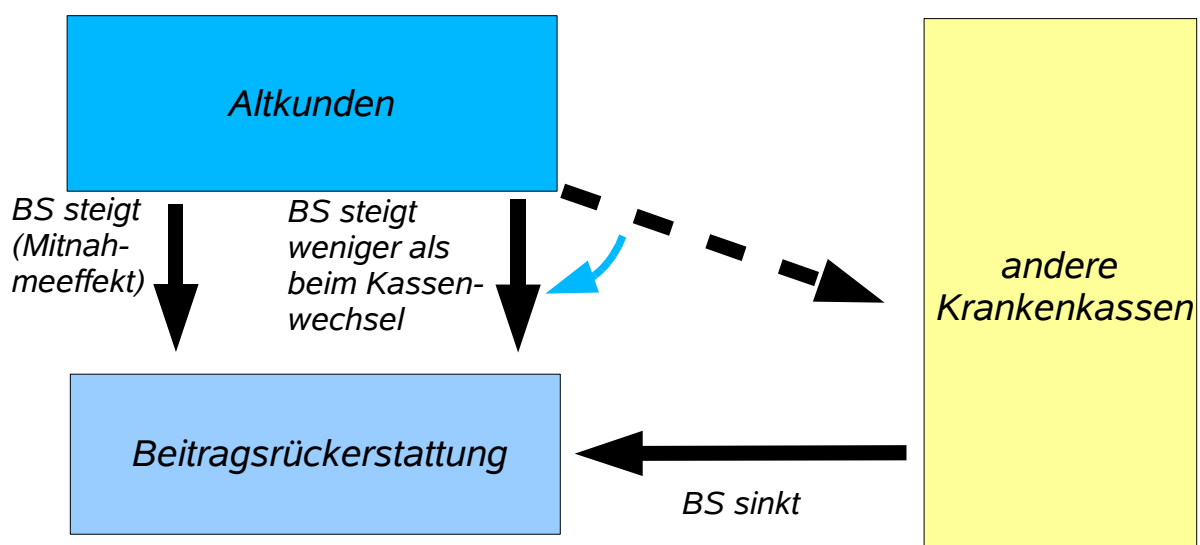 Altkunden
BS steigt
(Mitnah-
meeffekt)
BS steigt
weniger als
beim Kassen-
wechsel
andere
Krankenkassen
Beitragsrückerstattung
BS sinkt